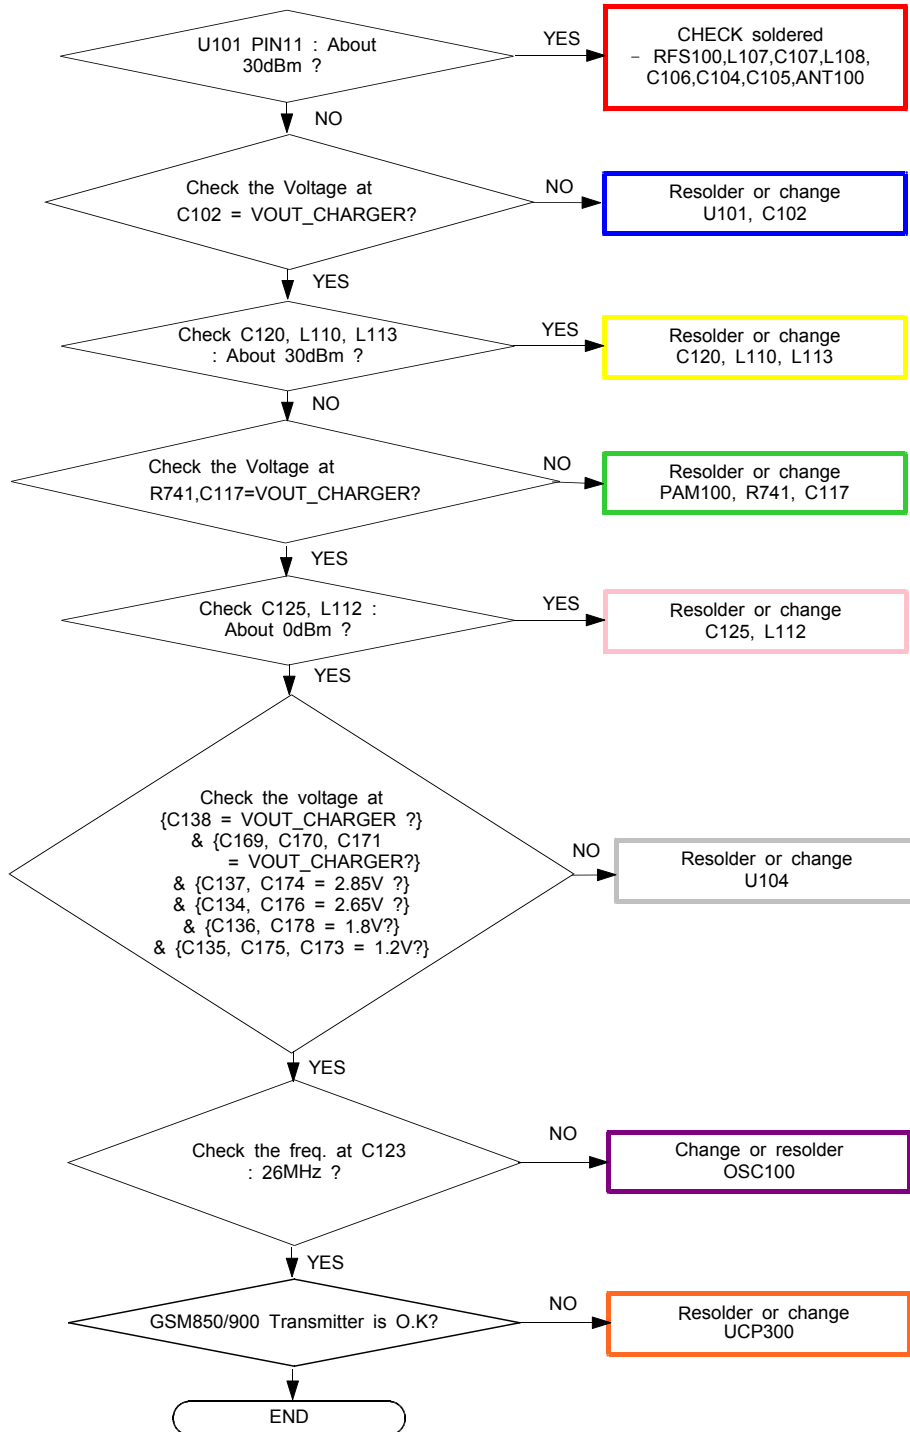 U101 PIN11 : About
30dBm ?
YES
CHECK soldered
- RFS100,L107,C107,L108,
C106,C104,C105,ANT100
NO
Check the Voltage at
C102 = VOUT_CHARGER?
NO
Resolder or change
U101, C102
YES
Check C120, L110, L113
: About 30dBm ?
YES
Resolder or change
C120, L110, L113
NO
Check the Voltage at
R741,C117=VOUT_CHARGER?
NO
Resolder or change
PAM100, R741, C117
YES
Check C125, L112 :
About 0dBm ?
YES
Resolder or change
C125, L112
YES
Check the voltage at
{C138 = VOUT_CHARGER ?}
& {C169, C170, C171
= VOUT_CHARGER?}
& {C137, C174 = 2.85V ?}
& {C134, C176 = 2.65V ?}
& {C136, C178 = 1.8V?}
& {C135, C175, C173 = 1.2V?}
NO
Resolder or change
U104
YES
Check the freq. at C123
: 26MHz ?
NO
Change or resolder
OSC100
YES
GSM850/900 Transmitter is O.K?
NO
Resolder or change
UCP300
END